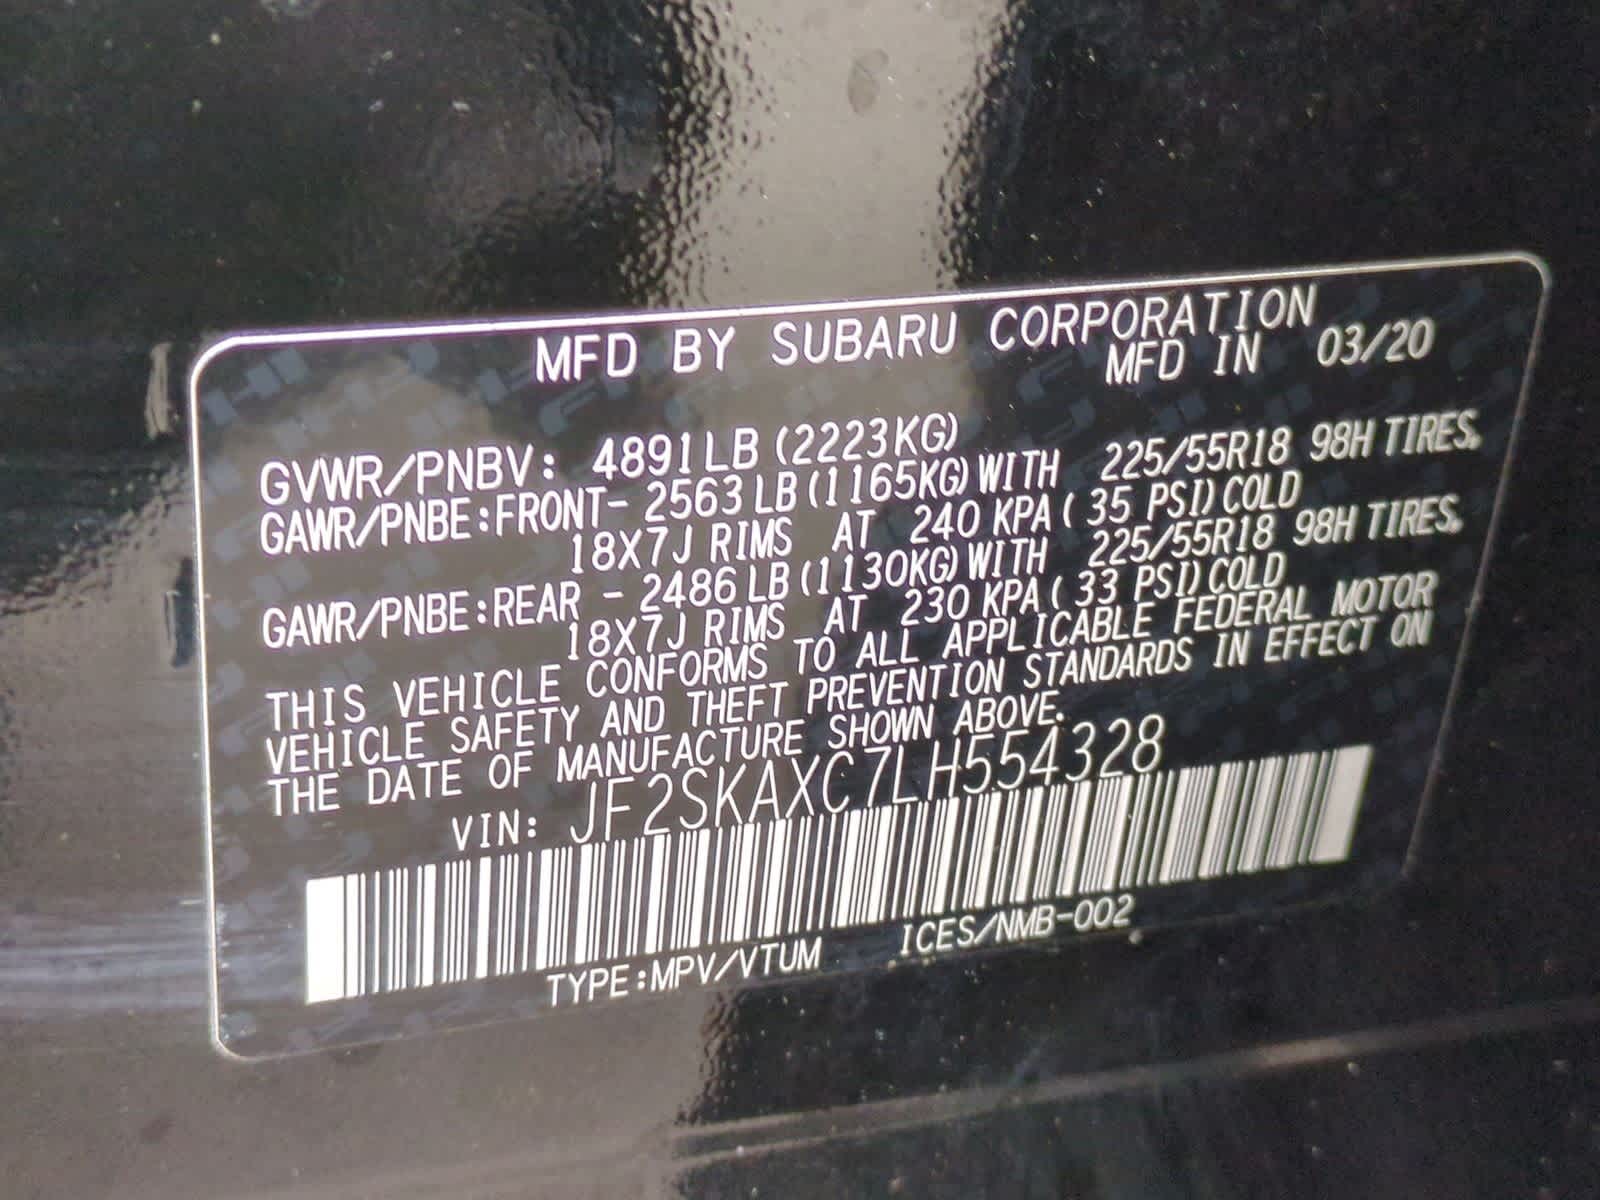 MFD BY SUBARU CORPORATION
MFD IN 03/20
GVWR/PNBV: 4891LB (2223KG)
GAWR/PNBE:FRONT- 2563 LB (1165KG) WITH 225/55R18 98H TIRES,
18X7J RIMS AT 240 KPA ( 35 PSI) COLD
GAWR/PNBE:REAR - 2486 LB (1130KG) WITH 225/55R18 98H TIRES,
18X7J RIMS AT 230 KPA ( 33 PSI) COLD
THIS VEHICLE CONFORMS TO ALL APPLICABLE FEDERAL MOTOR
VEHICLE SAFETY AND THEFT PREVENTION STANDARDS IN EFFECT ON
THE DATE OF MANUFACTURE SHOWN ABOVE.
VIN: JF2SKAXC7LH554328
TYPE:MPV/VTUM ICES/NMB-002